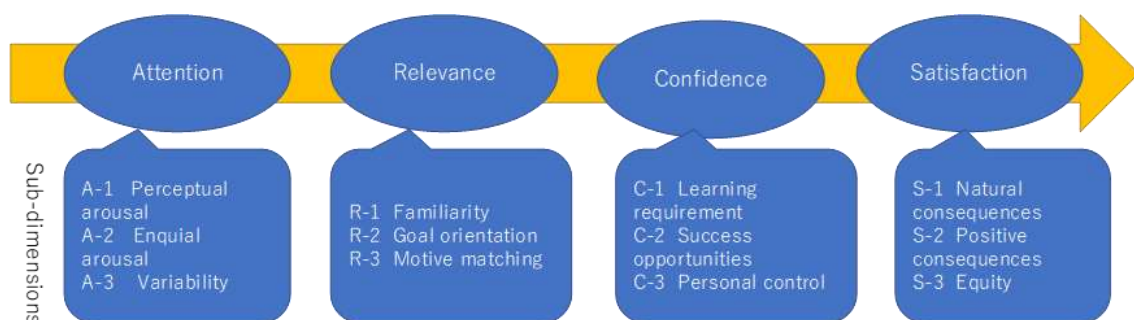 Attention
Relevance
Confidence
Satisfaction
Sub-dimensions
A-1 Perceptual
arousal
A-2 Enquial
arousal
A-3 Variability
R-1 Familiarity
R-2 Goal orientation
R-3 Motive matching
C-1 Learning
requirement
C-2 Success
opportunities
C-3 Personal control
S-1 Natural
consequences
S-2 Positive
consequences
S-3 Equity